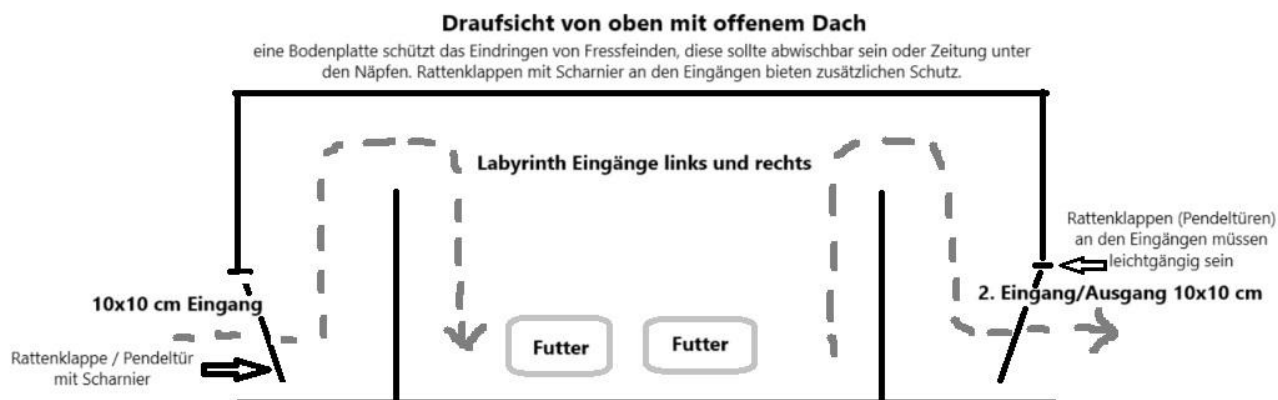 Draufsicht von oben mit offenem Dach
eine Bodenplatte schützt das Eindringen von Fressfeinden, diese sollte abwischbar sein oder Zeitung unter
den Näpfen. Rattenklappen mit Scharnier an den Eingängen bieten zusätzlichen Schutz.
Labyrinth Eingänge links und rechts
Rattenklappen (Pendeltüren)
an den Eingängen müssen
leichtgängig sein
10x10 cm Eingang
2. Eingang/Ausgang 10x10 cm
Rattenklappe / Pendeltür
mit Scharnier
Futter
Futter